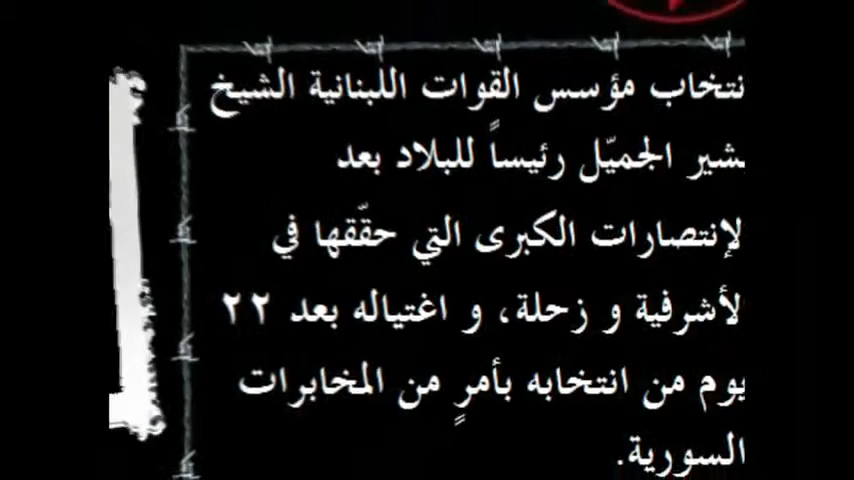 نتخاب مؤسس القوات اللبنانية الشيخ
بشير الجميّل رئيساً للبلاد بعد
لإنتصارات الكبرى التي حقّقها في
لأشرفية و زحلة، و اغتياله بعد ٢٢
يوم من انتخابه بأمرٍ من المخابرات
السورية.